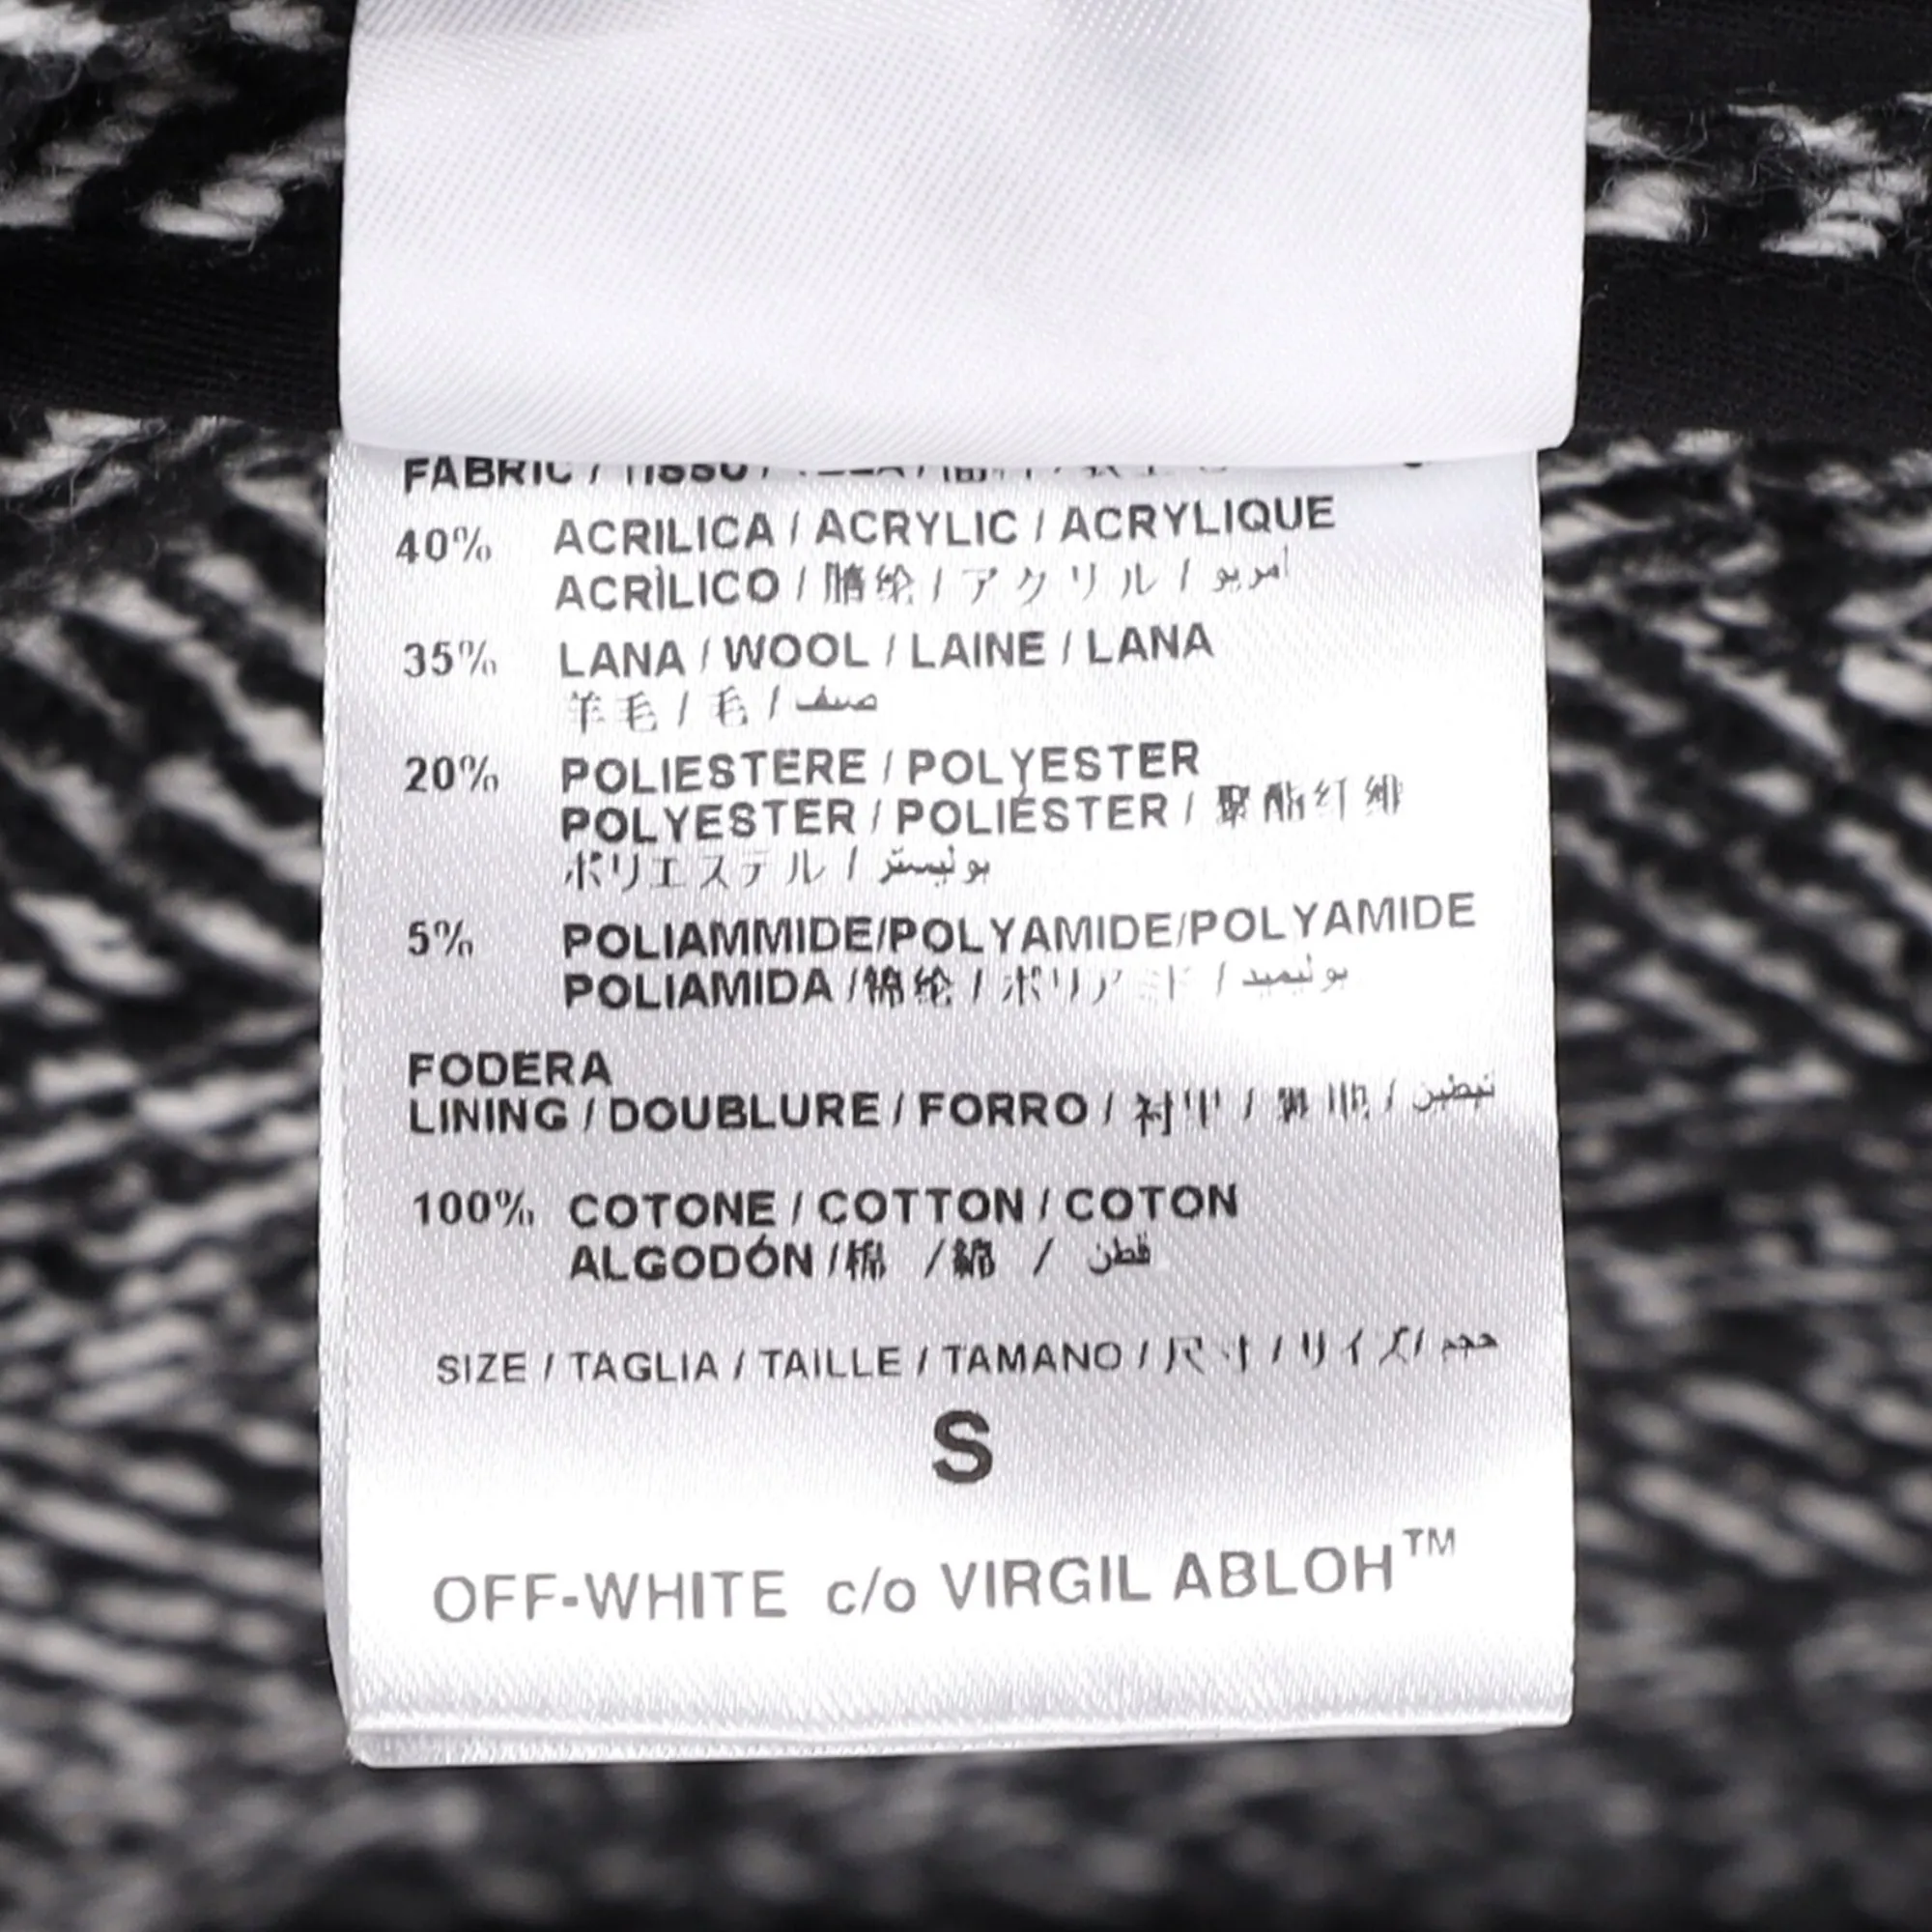 FABRIC / TISSU /
40% ACRILICA / ACRYLIC / ACRYLIQUE
ACRÌLICO / 腈纶 / アクリル /
35% LANA / WOOL / LAINE / LANA
羊毛 / 毛 / صوف
20% POLIESTERE / POLYESTER
POLYESTER / POLIÉSTER / 聚酯纤维
ポリエステル / بوليستر
5% POLIAMMIDE/POLYAMIDE/POLYAMIDE
POLIAMIDA / 锦纶 / ポリアミド / بوليميد
FODERA
LINING / DOUBLURE / FORRO / 衬里 / 裏地 / تبطين
100% COTONE / COTTON / COTON
ALGODÓN / 棉 / 綿 / قطن
SIZE / TAGLIA / TAILLE / TAMANO / 尺寸 / サイズ / حجم
S
OFF-WHITE c/o VIRGIL ABLOH™